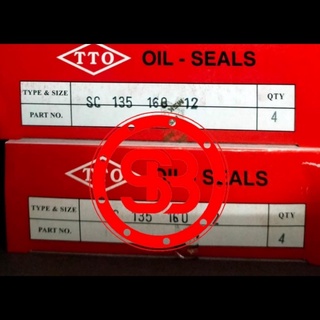 TTO OIL - SEALS
TYPE & SIZE SC 135 160 12 QTY
PART NO. 4
TTO OIL - SEALS
TYPE & SIZE 135 160 QTY
PART NO. 4
SB